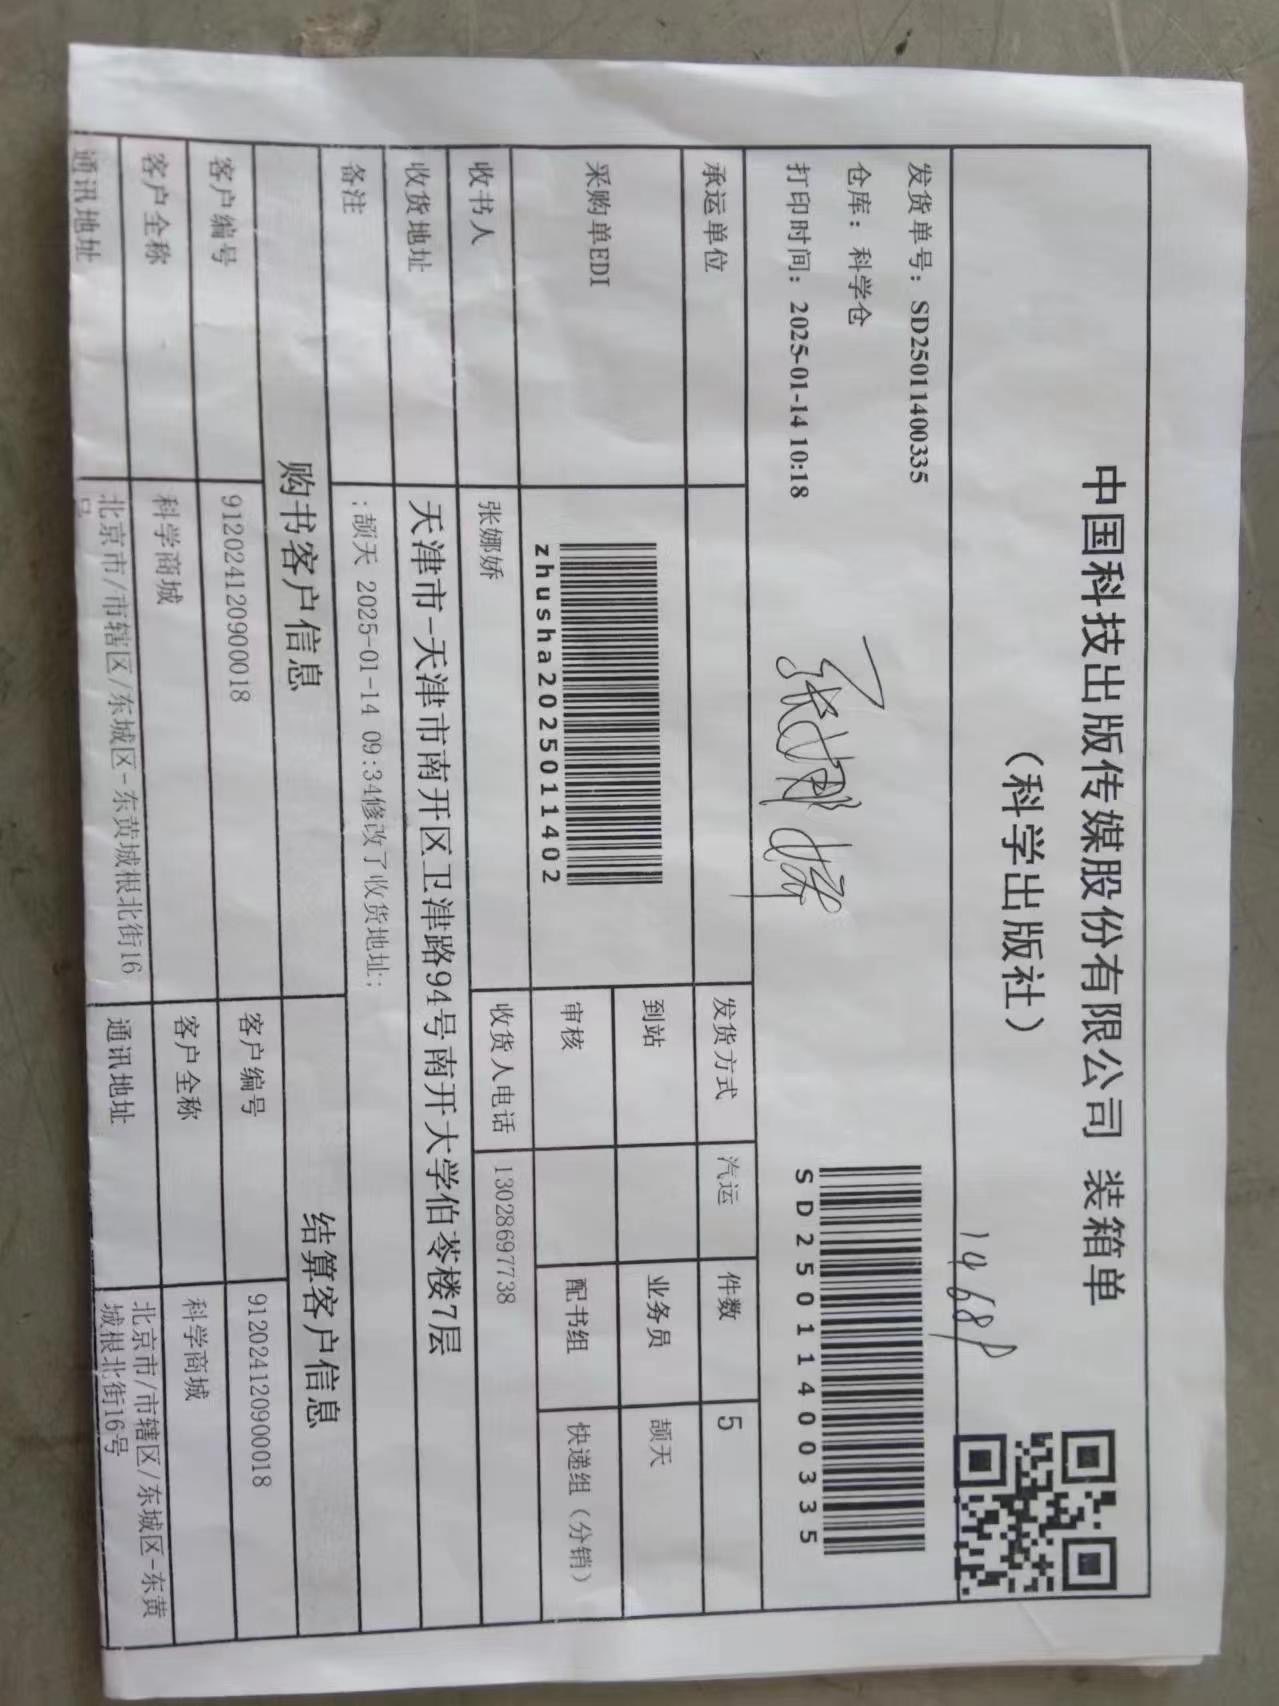 中国科技出版传媒股份有限公司 装箱单
（科学出版社）
1468
发货单号：SD25011400335
仓库：科学仓
打印时间：2025-01-14 10:18
张娜娇
SD25011400335
承运单位 发货方式 汽运 件数 5
采购单EDI
zhusha2025011402
到站 业务员 颉天
审核 配书组 快递组（分销）
收书人 张娜娇 收货人电话 13028697738
收货地址 天津市-天津市南开区卫津路94号南开大学伯苓楼7层
备注 ;颉天 2025-01-14 09:34修改了收货地址:;
购书客户信息 结算客户信息
客户编号 9120241209000018 客户编号 9120241209000018
客户全称 科学商城 客户全称 科学商城
通讯地址 北京市/市辖区/东城区-东黄城根北街16号 通讯地址 北京市/市辖区/东城区-东黄
城根北街16号